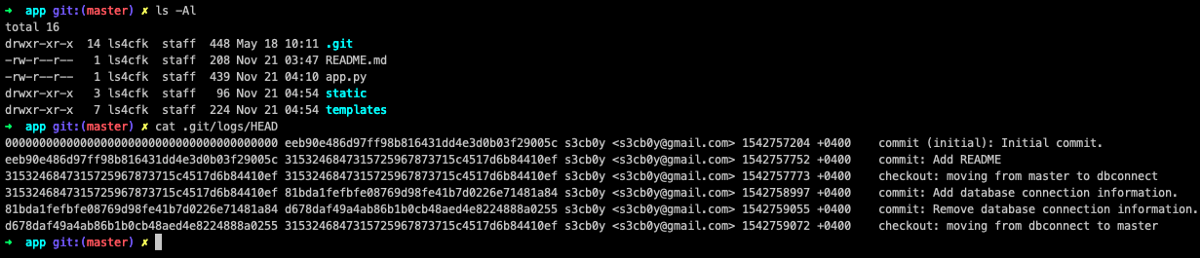 ➜ app git:(master) ✗ ls -Al
total 16
drwxr-xr-x 14 ls4cfk staff 448 May 18 10:11 .git
-rw-r--r-- 1 ls4cfk staff 208 Nov 21 03:47 README.md
-rw-r--r-- 1 ls4cfk staff 439 Nov 21 04:10 app.py
drwxr-xr-x 3 ls4cfk staff 96 Nov 21 04:54 static
drwxr-xr-x 7 ls4cfk staff 224 Nov 21 04:54 templates
➜ app git:(master) ✗ cat .git/logs/HEAD
0000000000000000000000000000000000000000 eeb90e486d97ff98b816431dd4e3d0b03f29005c s3cb0y <s3cb0y@gmail.com> 1542757204 +0400 commit (initial): Initial commit.
eeb90e486d97ff98b816431dd4e3d0b03f29005c 31532468473157259678737​15c4517d6b84410ef s3cb0y <s3cb0y@gmail.com> 1542757752 +0400 commit: Add README
3153246847315725967873715c4517d6b84410ef 3153246847315725967873715c4517d6b84410ef s3cb0y <s3cb0y@gmail.com> 1542757773 +0400 checkout: moving from master to dbconnect
3153246847315725967873715c4517d6b84410ef 81bda1fefbfe08769d98fe41b7d0226e71481a84 s3cb0y <s3cb0y@gmail.com> 1542758997 +0400 commit: Add database connection information.
81bda1fefbfe08769d98fe41b7d0226e71481a84 d678daf49a4ab86b1b0cb48aed4e8224888a0255 s3cb0y <s3cb0y@gmail.com> 1542759055 +0400 commit: Remove database connection information.
d678daf49a4ab86b1b0cb48aed4e8224888a0255 3153246847315725967873715c4517d6b84410ef s3cb0y <s3cb0y@gmail.com> 1542759072 +0400 checkout: moving from dbconnect to master
➜ app git:(master) ✗